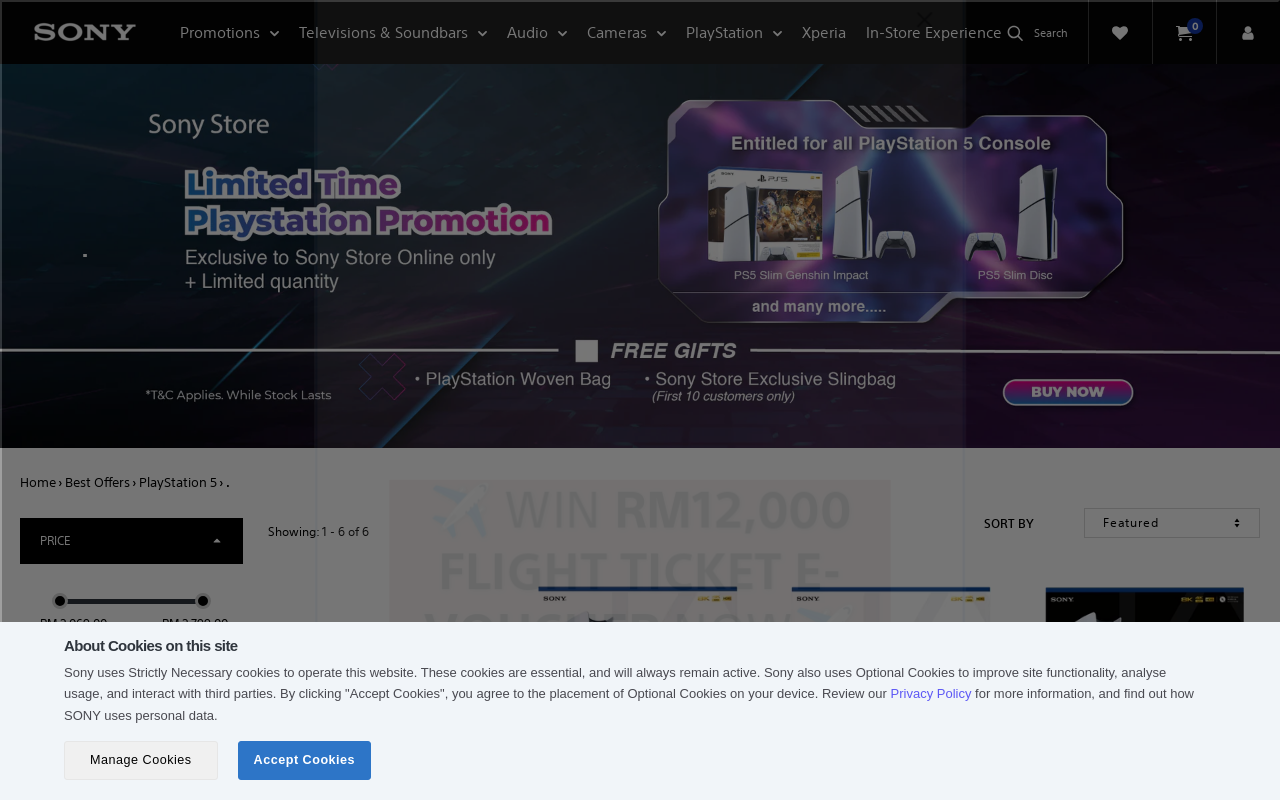 SONY
Promotions
Televisions & Soundbars
Audio
Cameras
PlayStation
Xperia
In-Store Experience
Search
0
Sony Store
Limited Time
Playstation Promotion
Exclusive to Sony Store Online only
+ Limited quantity
Entitled for all PlayStation 5 Console
PS5 Slim Genshin Impact
PS5 Slim Disc
and many more.....
FREE GIFTS
• PlayStation Woven Bag
• Sony Store Exclusive Slingbag
(First 10 customers only)
*T&C Applies. While Stock Lasts
BUY NOW
Home › Best Offers › PlayStation 5 › .
PRICE
Showing: 1 - 6 of 6
SORT BY
Featured
WIN RM12,000
FLIGHT TICKET E-
SONY
SONY
SONY
About Cookies on this site
Sony uses Strictly Necessary cookies to operate this website. These cookies are essential, and will always remain active. Sony also uses Optional Cookies to improve site functionality, analyse
usage, and interact with third parties. By clicking "Accept Cookies", you agree to the placement of Optional Cookies on your device. Review our Privacy Policy for more information, and find out how
SONY uses personal data.
Manage Cookies
Accept Cookies